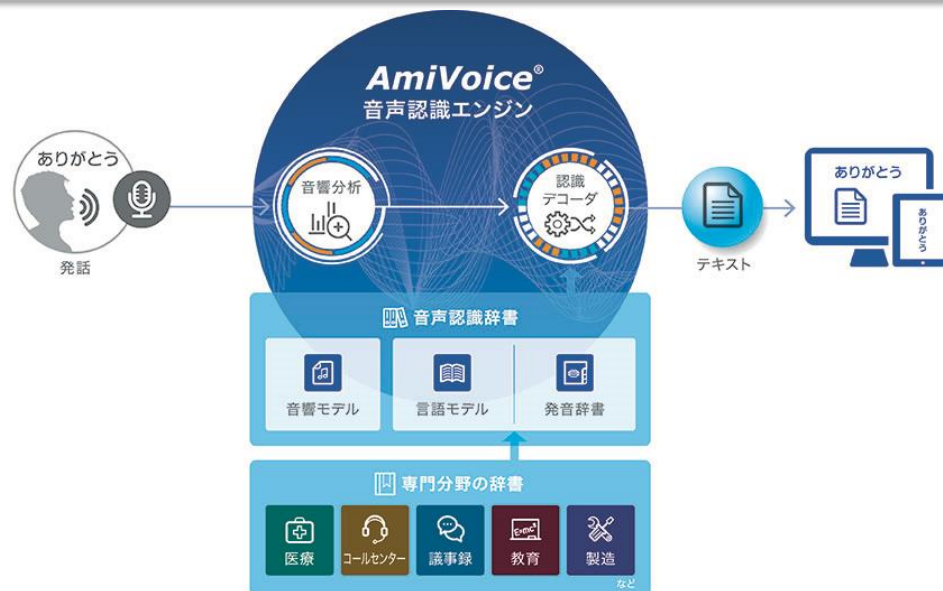 AmiVoice®
音声認識エンジン
ありがとう
発話
音響分析
認識
デコーダ
テキスト
ありがとう
ありがとう
音声認識辞書
音響モデル
言語モデル
発音辞書
専門分野の辞書
医療
コールセンター
議事録
E=mc²
教育
製造
など